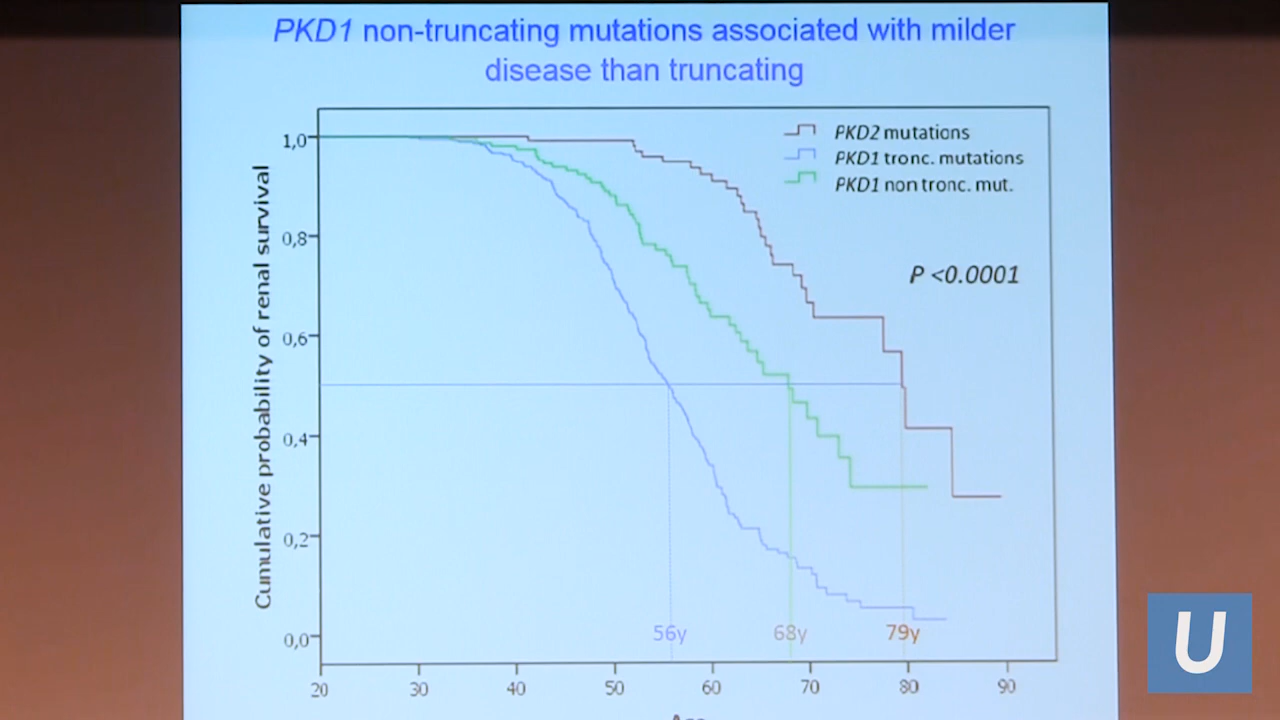 PKD1 non-truncating mutations associated with milder
disease than truncating
PKD2 mutations
PKD1 tronc. mutations
PKD1 non tronc. mut.
P <0.0001
Cumulative probability of renal survival
1,0
0,8
0,6
0,4
0,2
0,0
56y
68y
79y
20 30 40 50 60 70 80 90
U